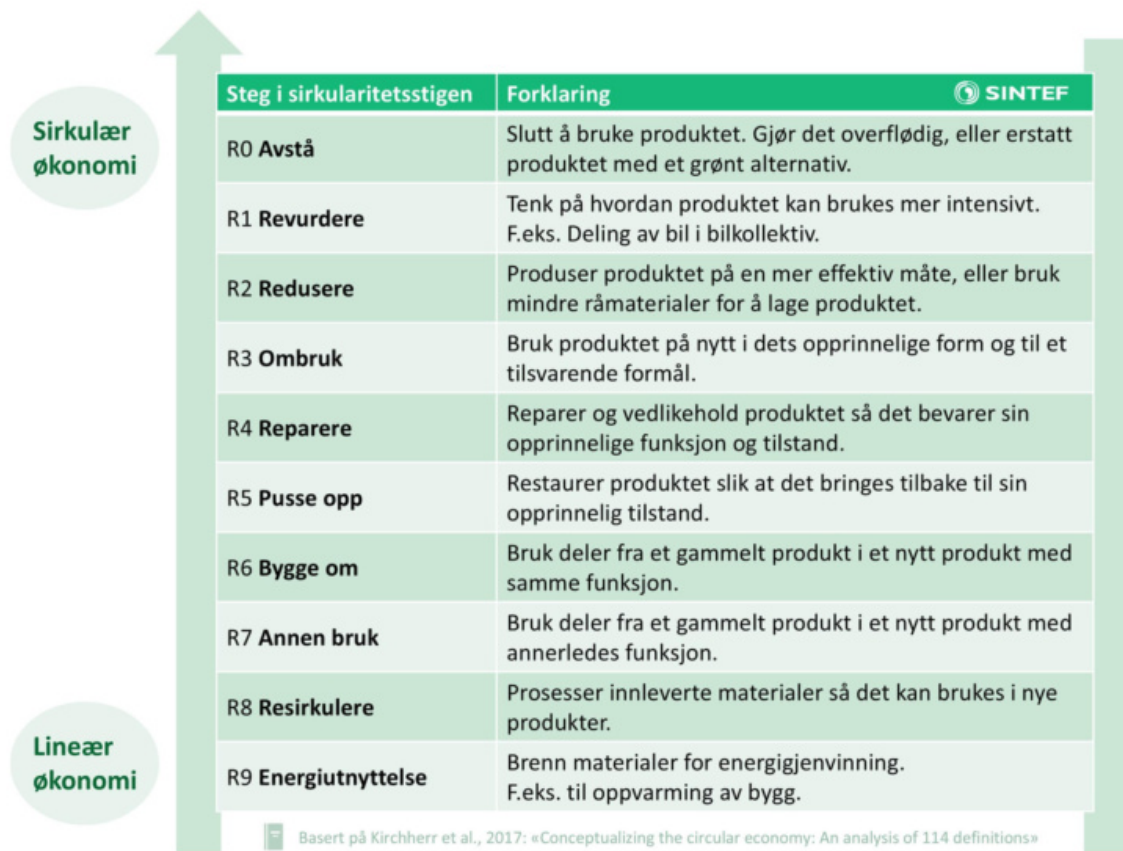 Steg i sirkularitetsstigen Forklaring SINTEF
Sirkulær
økonomi
R0 Avstå
Slutt å bruke produktet. Gjør det overflødig, eller erstatt
produktet med et grønt alternativ.
R1 Revurdere
Tenk på hvordan produktet kan brukes mer intensivt.
F.eks. Deling av bil i bilkollektiv.
R2 Redusere
Produser produktet på en mer effektiv måte, eller bruk
mindre råmaterialer for å lage produktet.
R3 Ombruk
Bruk produktet på nytt i dets opprinnelige form og til et
tilsvarende formål.
R4 Reparere
Reparer og vedlikehold produktet så det bevarer sin
opprinnelige funksjon og tilstand.
R5 Pusse opp
Restaurer produktet slik at det bringes tilbake til sin
opprinnelig tilstand.
R6 Bygge om
Bruk deler fra et gammelt produkt i et nytt produkt med
samme funksjon.
R7 Annen bruk
Bruk deler fra et gammelt produkt i et nytt produkt med
annerledes funksjon.
R8 Resirkulere
Prosesser innleverte materialer så det kan brukes i nye
produkter.
Lineær
økonomi
R9 Energiutnyttelse
Brenn materialer for energigjenvinning.
F.eks. til oppvarming av bygg.
Basert på Kirchherr et al., 2017: «Conceptualizing the circular economy: An analysis of 114 definitions»